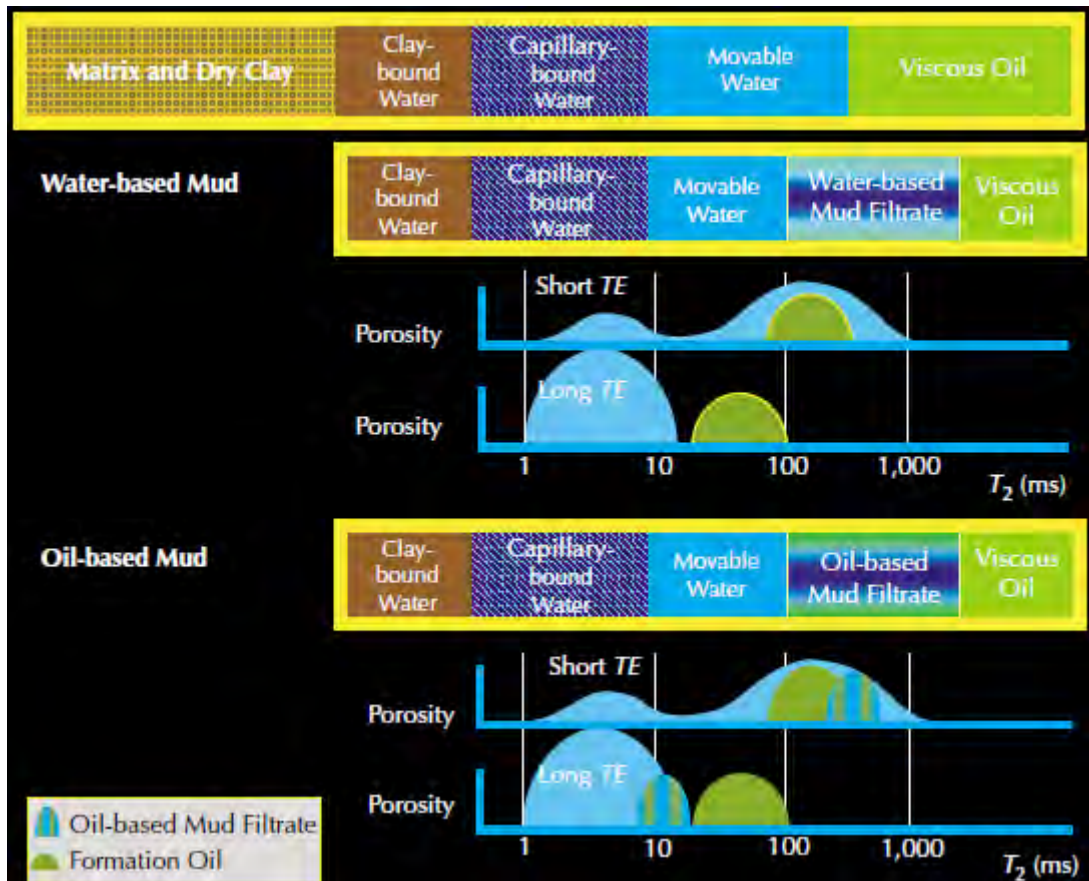 Matrix and Dry Clay
Clay-
bound
Water
Capillary-
bound
Water
Movable
Water
Viscous Oil
Water-based Mud
Clay-
bound
Water
Capillary-
bound
Water
Movable
Water
Water-based
Mud Filtrate
Viscous
Oil
Short TE
Porosity
Long TE
Porosity
1 10 100 1,000
T2 (ms)
Oil-based Mud
Clay-
bound
Water
Capillary-
bound
Water
Movable
Water
Oil-based
Mud Filtrate
Viscous
Oil
Short TE
Porosity
Long TE
Porosity
1 10 100 1,000
T2 (ms)
Oil-based Mud Filtrate
Formation Oil